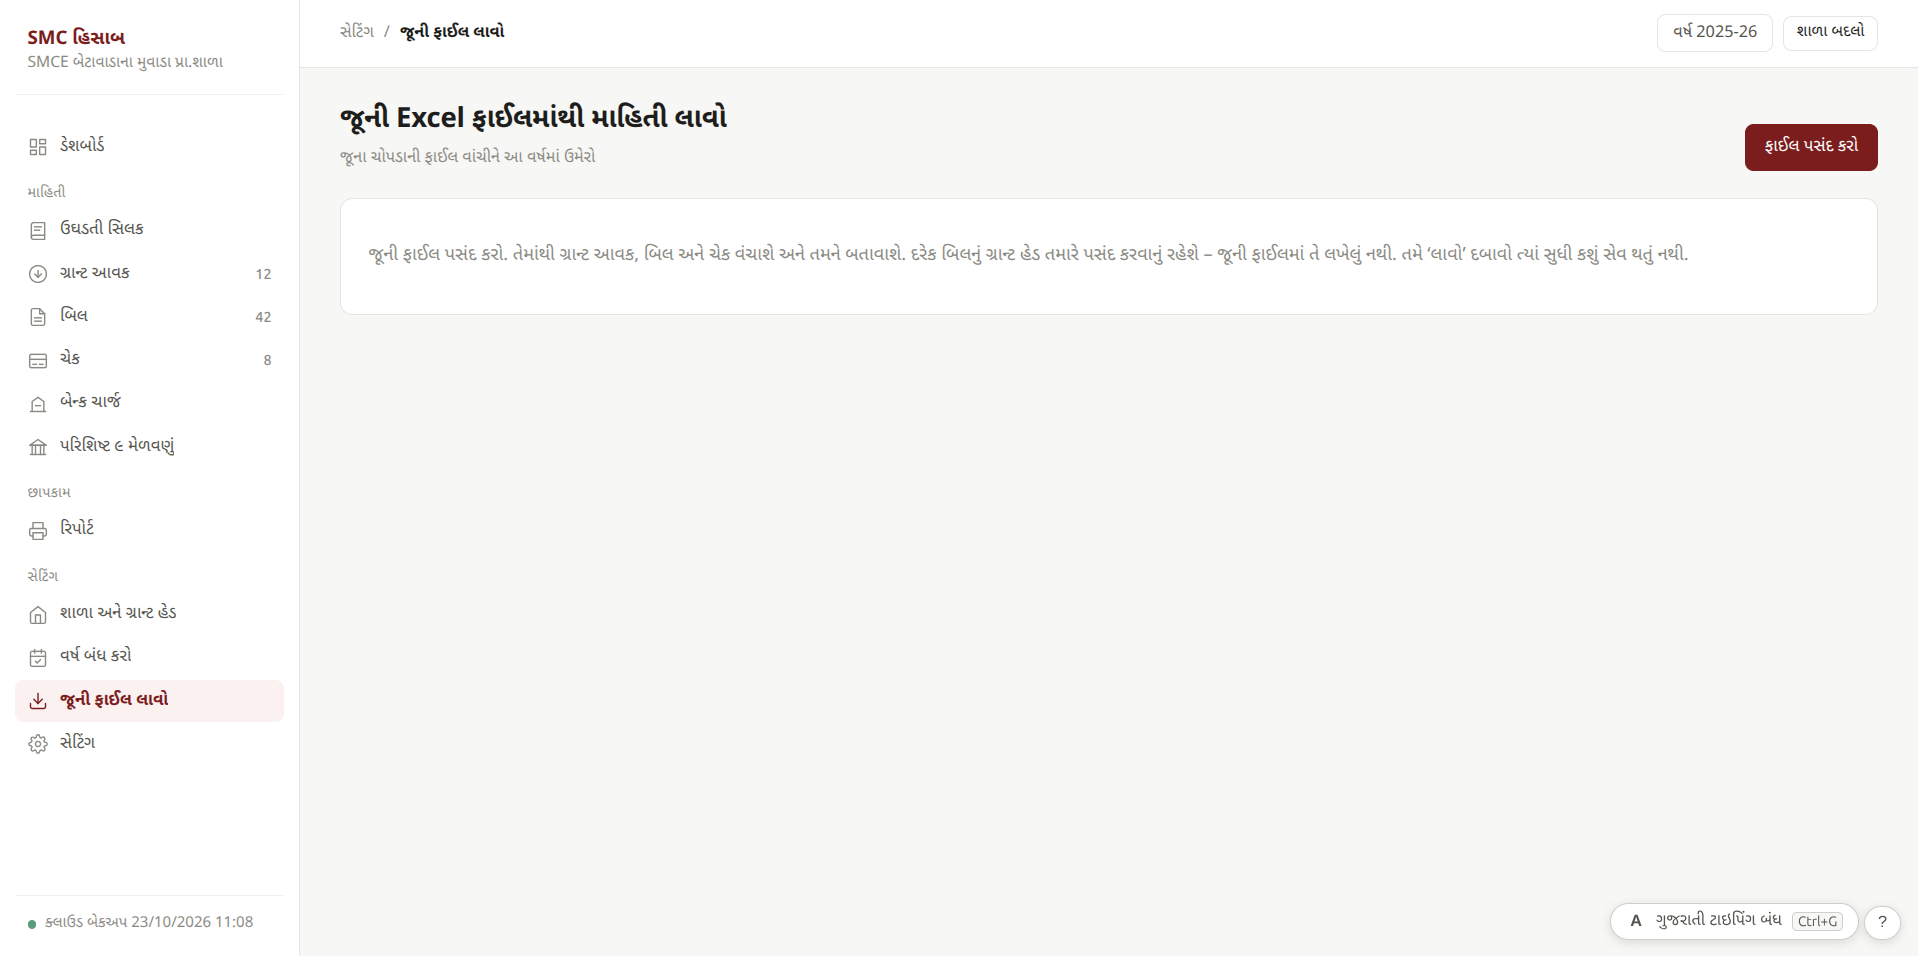 SMC હિસાબ
SMCE બેટાવાડાના મુવાડા પ્રા.શાળા
ડેશબોર્ડ
માહિતી
ઉઘડતી સિલક
ગ્રાન્ટ આવક 12
બિલ 42
ચેક 8
બેન્ક ચાર્જ
પરિશિષ્ટ ૯ મેળવણું
છાપકામ
રિપોર્ટ
સેટિંગ
શાળા અને ગ્રાન્ટ હેડ
વર્ષ બંધ કરો
જૂની ફાઈલ લાવો
સેટિંગ
ક્લાઉડ બેકઅપ 23/10/2026 11:08
સેટિંગ / જૂની ફાઈલ લાવો
વર્ષ 2025-26
શાળા બદલો
જૂની Excel ફાઈલમાંથી માહિતી લાવો
જૂના ચોપડાની ફાઈલ વાંચીને આ વર્ષમાં ઉમેરો
ફાઈલ પસંદ કરો
જૂની ફાઈલ પસંદ કરો. તેમાંથી ગ્રાન્ટ આવક, બિલ અને ચેક વંચાશે અને તમને બતાવાશે. દરેક બિલનું ગ્રાન્ટ હેડ તમારે પસંદ કરવાનું રહેશે – જૂની ફાઈલમાં તે લખેલું નથી. તમે ‘લાવો’ દબાવો ત્યાં સુધી કશું સેવ થતું નથી.
A ગુજરાતી ટાઇપિંગ બંધ Ctrl+G
?